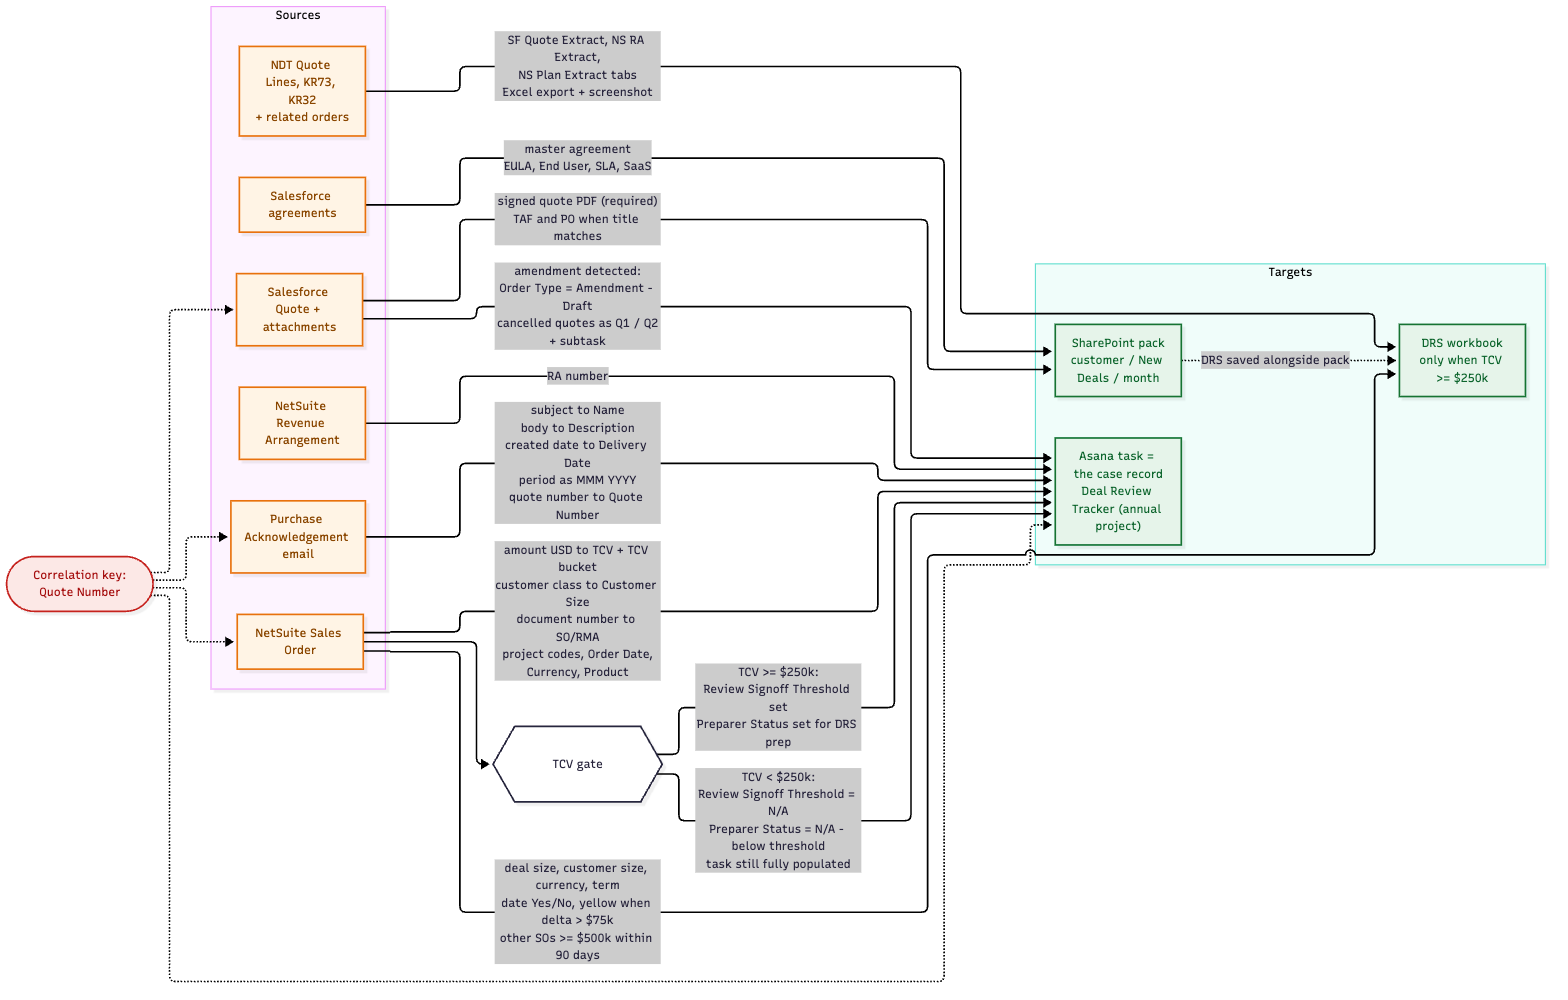 Sources
NDT Quote
Lines, KR73,
KR32
+ related orders
SF Quote Extract, NS RA
Extract,
NS Plan Extract tabs
Excel export + screenshot
Salesforce
agreements
master agreement
EULA, End User, SLA, SaaS
signed quote PDF (required)
TAF and PO when title
matches
Salesforce
Quote +
attachments
amendment detected:
Order Type = Amendment -
Draft
cancelled quotes as Q1 / Q2
+ subtask
NetSuite
Revenue
Arrangement
RA number
subject to Name
body to Description
created date to Delivery
Date
period as MMM YYYY
quote number to Quote
Number
Purchase
Acknowledgement
email
Correlation key:
Quote Number
NetSuite Sales
Order
amount USD to TCV + TCV
bucket
customer class to Customer
Size
document number to
SO/RMA
project codes, Order Date,
Currency, Product
TCV gate
TCV >= $250k:
Review Signoff Threshold
set
Preparer Status set for DRS
prep
TCV < $250k:
Review Signoff Threshold =
N/A
Preparer Status = N/A -
below threshold
task still fully populated
deal size, customer size,
currency, term
date Yes/No, yellow when
delta > $75k
other SOs >= $500k within
90 days
Targets
SharePoint pack
customer / New
Deals / month
DRS saved alongside pack
DRS workbook
only when TCV
>= $250k
Asana task =
the case record
Deal Review
Tracker (annual
project)